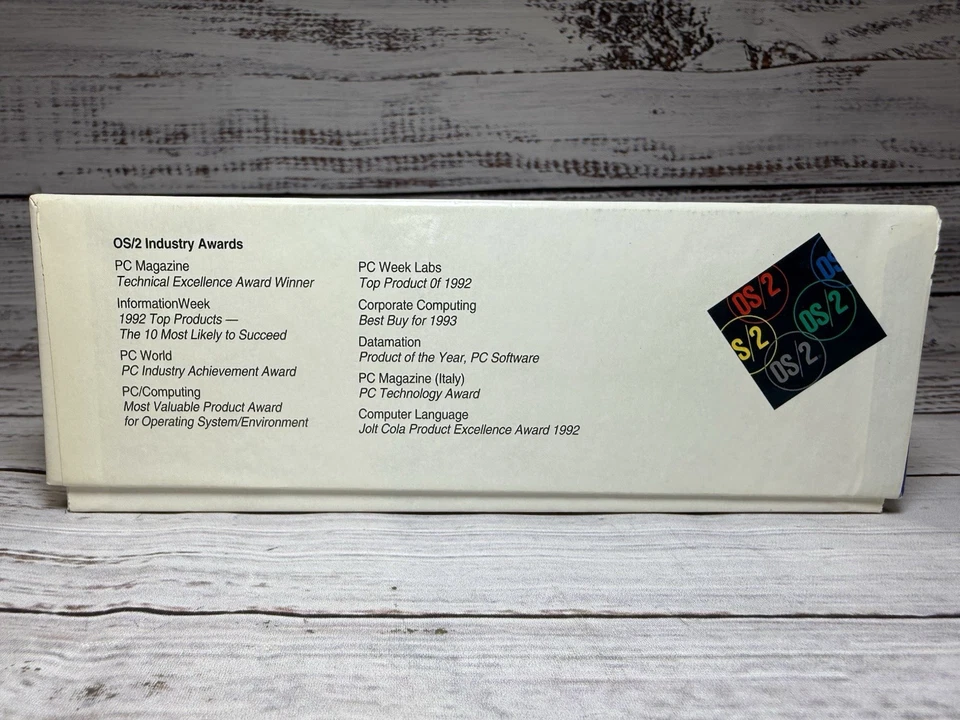 OS/2 Industry Awards
PC Magazine
Technical Excellence Award Winner
InformationWeek
1992 Top Products —
The 10 Most Likely to Succeed
PC World
PC Industry Achievement Award
PC/Computing
Most Valuable Product Award
for Operating System/Environment
PC Week Labs
Top Product 0f 1992
Corporate Computing
Best Buy for 1993
Datamation
Product of the Year, PC Software
PC Magazine (Italy)
PC Technology Award
Computer Language
Jolt Cola Product Excellence Award 1992
OS
OS/2
OS/2
S/2
OS/2